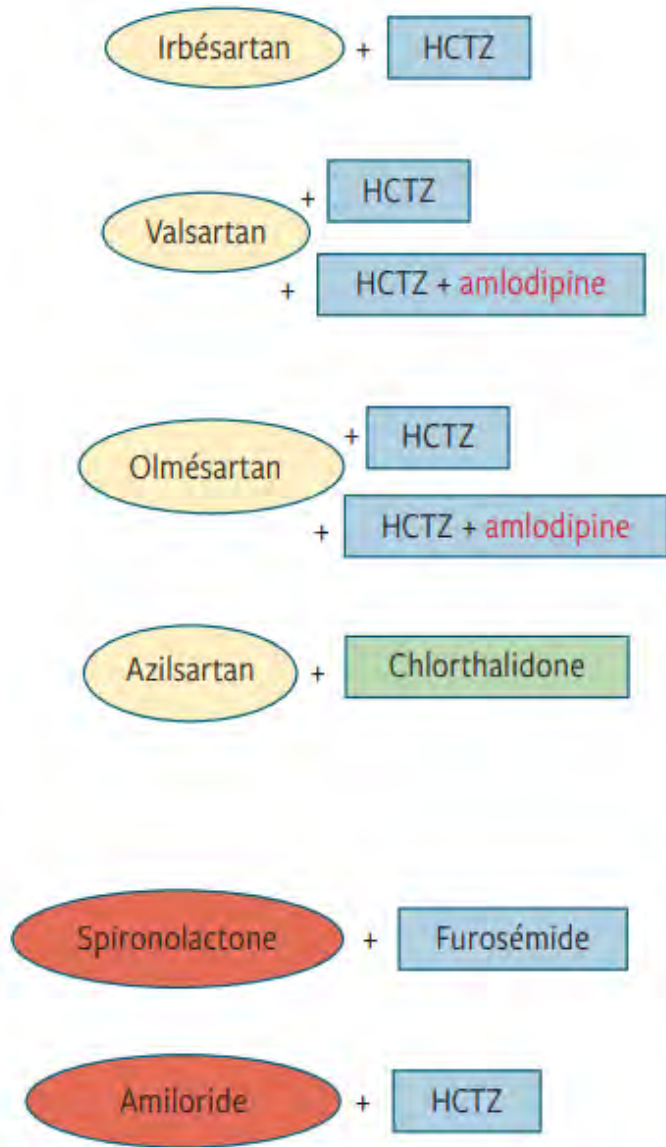 Irbésartan + HCTZ
+ HCTZ
Valsartan
+ HCTZ + amlodipine
+ HCTZ
Olmésartan
+ HCTZ + amlodipine
Azilsartan + Chlorthalidone
Spironolactone + Furosémide
Amiloride + HCTZ